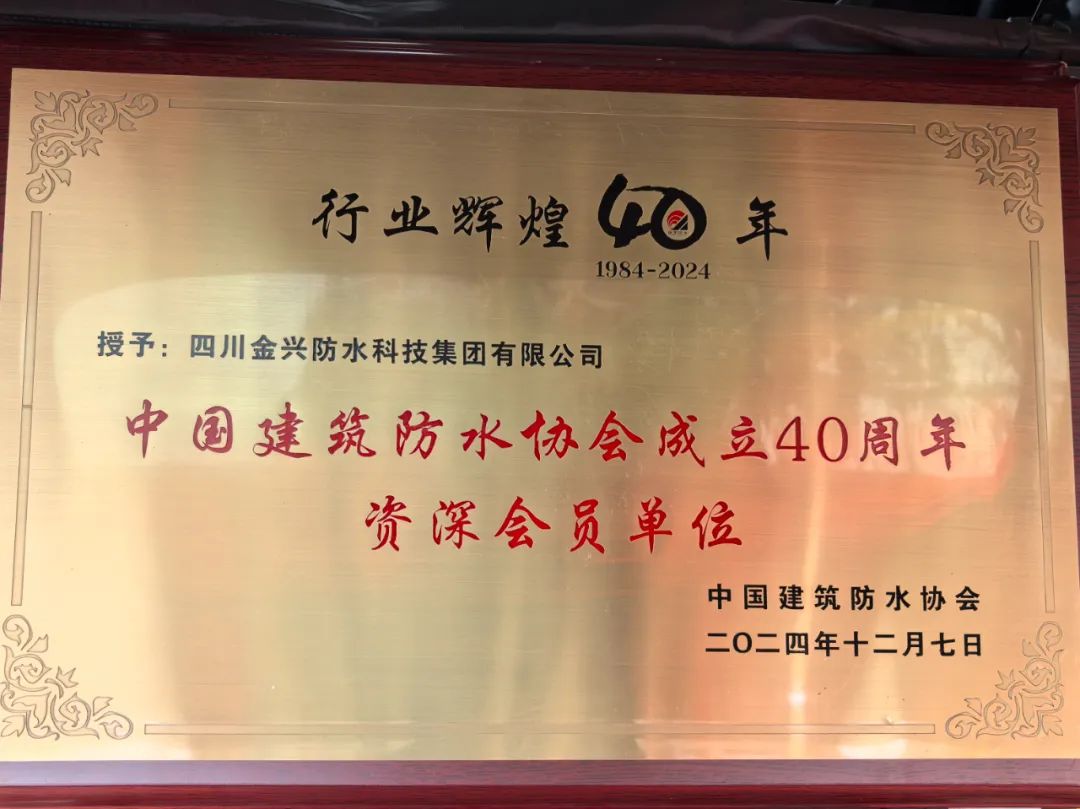 行业辉煌40年
1984-2024
授予：四川金兴防水科技集团有限公司
中国建筑防水协会成立40周年
资深会员单位
中国建筑防水协会
二〇二四年十二月七日